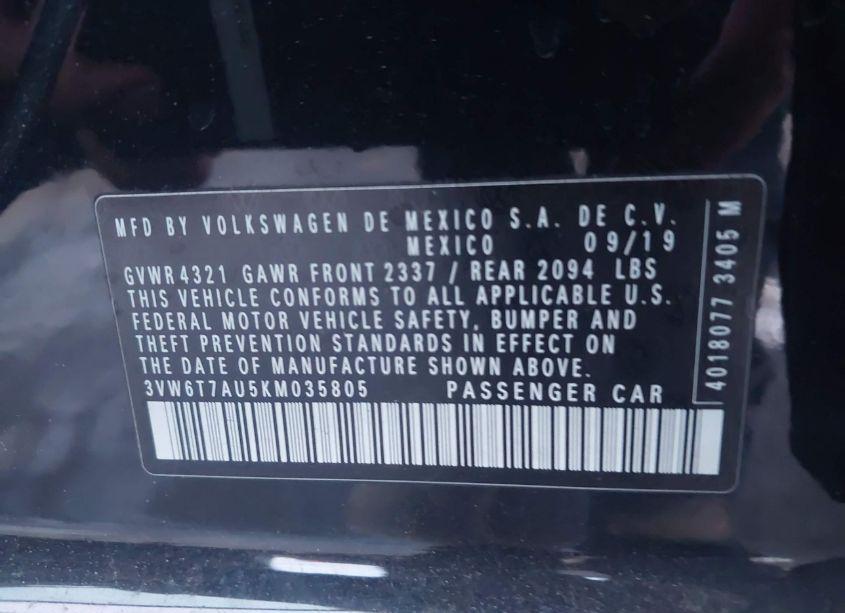 MFD BY VOLKSWAGEN DE MEXICO S.A. DE C.V.
MEXICO 09/19
GVWR 4321 GAWR FRONT 2337 / REAR 2094 LBS
THIS VEHICLE CONFORMS TO ALL APPLICABLE U.S.
FEDERAL MOTOR VEHICLE SAFETY, BUMPER AND
THEFT PREVENTION STANDARDS IN EFFECT ON
THE DATE OF MANUFACTURE SHOWN ABOVE.
3VW6T7AU5KM035805 PASSENGER CAR
4018077 3405 M